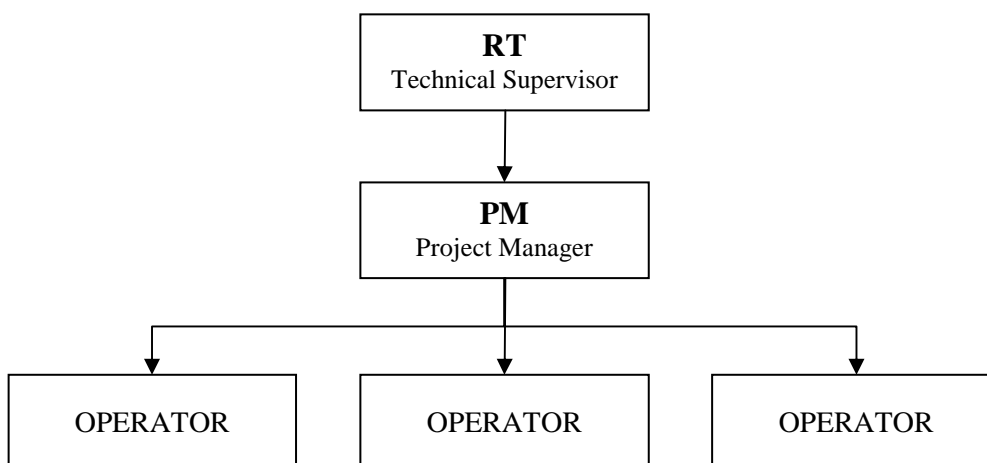 RT
Technical Supervisor
PM
Project Manager
OPERATOR
OPERATOR
OPERATOR